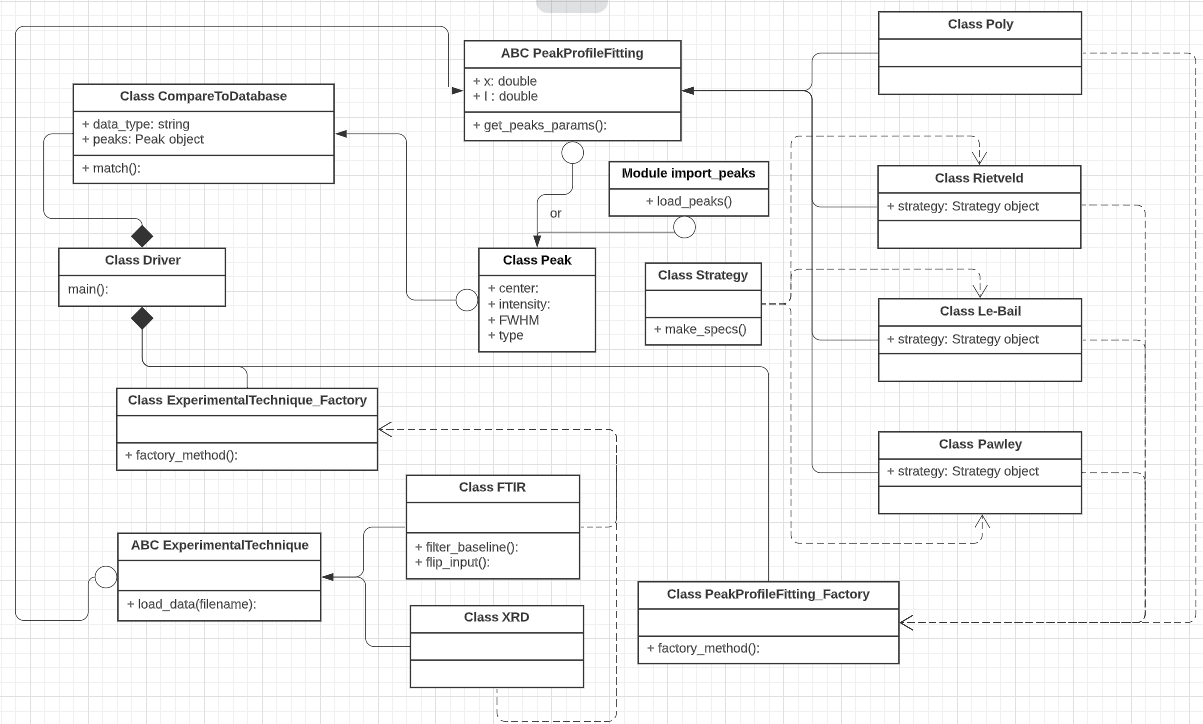 Class Poly
ABC PeakProfileFitting
+ x: double
+ I : double
+ get_peaks_params():
Class CompareToDatabase
+ data_type: string
+ peaks: Peak object
+ match():
Module import_peaks
+ load_peaks()
or
Class Rietveld
+ strategy: Strategy object
Class Driver
main():
Class Peak
+ center:
+ intensity:
+ FWHM
+ type
Class Strategy
+ make_specs()
Class Le-Bail
+ strategy: Strategy object
Class ExperimentalTechnique_Factory
+ factory_method():
Class Pawley
+ strategy: Strategy object
Class FTIR
+ filter_baseline():
+ flip_input():
ABC ExperimentalTechnique
+ load_data(filename):
Class XRD
Class PeakProfileFitting_Factory
+ factory_method():